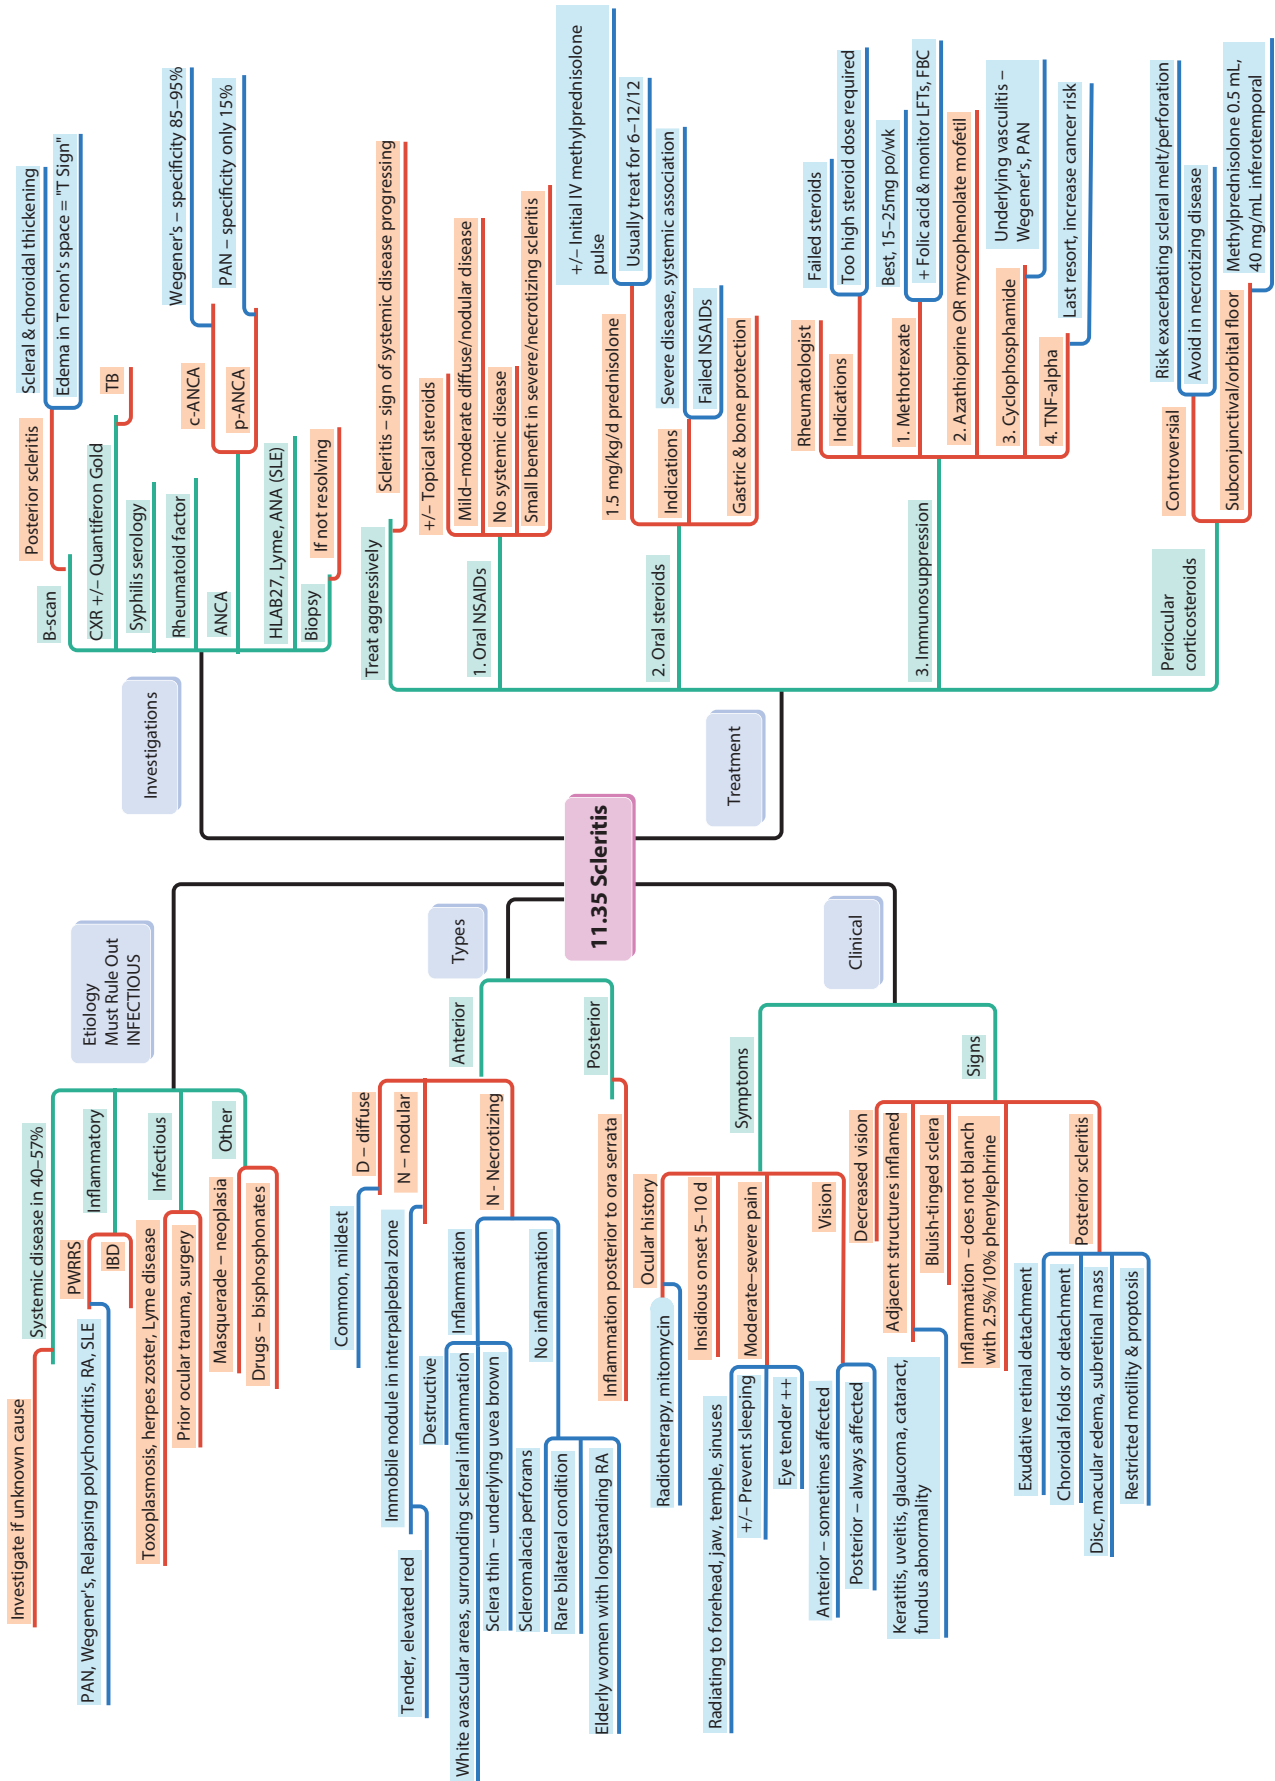 11.35 Scleritis
Etiology
Must Rule Out
INFECTIOUS
Systemic disease in 40–57%
Investigate if unknown cause
Inflammatory
PWRRS
PAN, Wegener's, Relapsing polychondritis, RA, SLE
IBD
Infectious
Toxoplasmosis, herpes zoster, Lyme disease
Prior ocular trauma, surgery
Other
Masquerade – neoplasia
Drugs – bisphosphonates
Types
Anterior
D – diffuse
Common, mildest
N – nodular
Immobile nodule in interpalpebral zone
Tender, elevated red
N - Necrotizing
Inflammation
Destructive
White avascular areas, surrounding scleral inflammation
Sclera thin – underlying uvea brown
No inflammation
Scleromalacia perforans
Rare bilateral condition
Elderly women with longstanding RA
Posterior
Inflammation posterior to ora serrata
Clinical
Symptoms
Ocular history
Radiotherapy, mitomycin
Insidious onset 5–10 d
Moderate–severe pain
Radiating to forehead, jaw, temple, sinuses
+/– Prevent sleeping
Eye tender ++
Vision
Anterior – sometimes affected
Posterior – always affected
Signs
Decreased vision
Adjacent structures inflamed
Keratitis, uveitis, glaucoma, cataract,
fundus abnormality
Bluish-tinged sclera
Inflammation – does not blanch
with 2.5%/10% phenylephrine
Posterior scleritis
Exudative retinal detachment
Choroidal folds or detachment
Disc, macular edema, subretinal mass
Restricted motility & proptosis
Investigations
B-scan
Posterior scleritis
Scleral & choroidal thickening
Edema in Tenon's space = "T Sign"
CXR +/– Quantiferon Gold
TB
Syphilis serology
Rheumatoid factor
ANCA
c-ANCA
Wegener's – specificity 85–95%
p-ANCA
PAN – specificity only 15%
HLAB27, Lyme, ANA (SLE)
Biopsy
If not resolving
Treatment
Treat aggressively
Scleritis – sign of systemic disease progressing
1. Oral NSAIDs
+/– Topical steroids
Mild–moderate diffuse/nodular disease
No systemic disease
Small benefit in severe/necrotizing scleritis
2. Oral steroids
1.5 mg/kg/d prednisolone
+/– Initial IV methylprednisolone
pulse
Usually treat for 6–12/12
Indications
Severe disease, systemic association
Failed NSAIDs
Gastric & bone protection
3. Immunosuppression
Rheumatologist
Indications
Failed steroids
Too high steroid dose required
1. Methotrexate
Best, 15–25mg po/wk
+ Folic acid & monitor LFTs, FBC
2. Azathioprine OR mycophenolate mofetil
3. Cyclophosphamide
Underlying vasculitis –
Wegener's, PAN
4. TNF-alpha
Last resort, increase cancer risk
Periocular
corticosteroids
Controversial
Risk exacerbating scleral melt/perforation
Avoid in necrotizing disease
Subconjunctival/orbital floor
Methylprednisolone 0.5 mL,
40 mg/mL inferotemporal